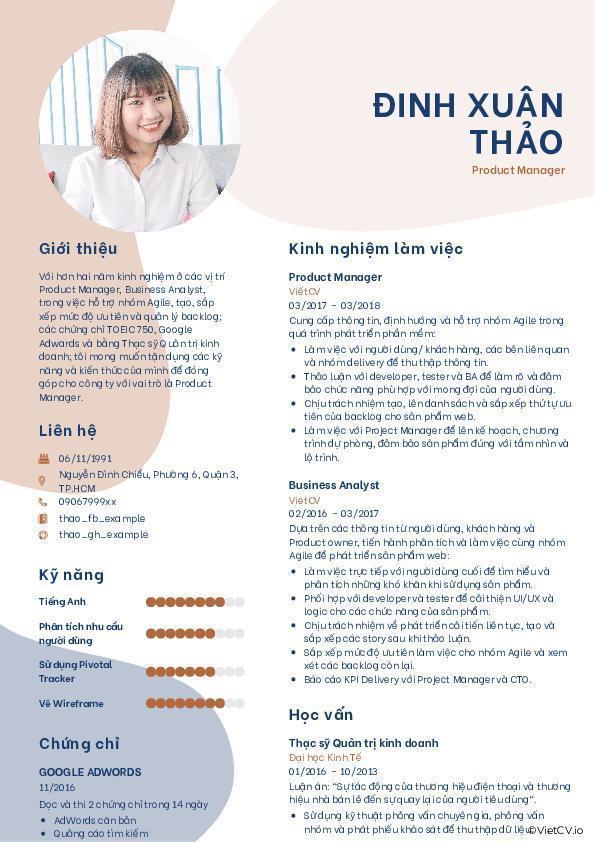 ĐINH XUÂN
THẢO
Product Manager
Giới thiệu
Với hơn hai năm kinh nghiệm ở các vị trí
Product Manager, Business Analyst,
trong việc hỗ trợ nhóm Agile, tạo, sắp
xếp mức độ ưu tiên và quản lý backlog;
các chứng chỉ TOEIC 750, Google
Adwords và bằng Thạc sỹ Quản trị kinh
doanh; tôi mong muốn tận dụng các kỹ
năng và kiến thức của mình để đóng
góp cho công ty với vai trò là Product
Manager.
Liên hệ
06/11/1991
Nguyễn Đình Chiểu, Phường 6, Quận 3,
TP.HCM
09067999xx
thao_fb_example
thao_gh_example
Kỹ năng
Tiếng Anh
Phân tích nhu cầu
người dùng
Sử dụng Pivotal
Tracker
Vẽ Wireframe
Chứng chỉ
GOOGLE ADWORDS
11/2016
Đọc và thi 2 chứng chỉ trong 14 ngày
• AdWords căn bản
• Quảng cáo tìm kiếm
Kinh nghiệm làm việc
Product Manager
VietCV
03/2017 - 03/2018
Cung cấp thông tin, định hướng và hỗ trợ nhóm Agile trong
quá trình phát triển phần mềm:
• Làm việc với người dùng/ khách hàng, các bên liên quan
và nhóm delivery để thu thập thông tin.
• Thảo luận với developer, tester và BA để làm rõ và đảm
bảo chức năng phù hợp với mong đợi của người dùng.
• Chịu trách nhiệm tạo, lên danh sách và sắp xếp thứ tự ưu
tiên của backlog cho sản phẩm web.
• Làm việc với Project Manager để lên kế hoạch, chương
trình dự phòng, đảm bảo sản phẩm đúng với tầm nhìn và
lộ trình.
Business Analyst
VietCV
02/2016 - 03/2017
Dựa trên các thông tin từ người dùng, khách hàng và
Product owner, tiến hành phân tích và làm việc cùng nhóm
Agile để phát triển sản phẩm web:
• Làm việc trực tiếp với người dùng cuối để tìm hiểu và
phân tích những khó khăn khi sử dụng sản phẩm.
• Phối hợp với developer và tester để cải thiện UI/UX và
logic cho các chức năng của sản phẩm.
• Chịu trách nhiệm về phát triển cải tiến liên tục, tạo và
sắp xếp các story sau khi thảo luận.
• Sắp xếp mức độ ưu tiên làm việc cho nhóm Agile và xem
xét các backlog còn lại.
• Báo cáo KPI Delivery với Project Manager và CTO.
Học vấn
Thạc sỹ Quản trị kinh doanh
Đại học Kinh Tế
01/2016 - 10/2013
Luận án: "Sự tác động của thương hiệu điện thoại và thương
hiệu nhà bán lẻ đến sự quay lại của người tiêu dùng".
• Sử dụng kỹ thuật phỏng vấn chuyên gia, phỏng vấn
nhóm và phát phiếu khảo sát để thu thập dữ liệu
©VietCV.io